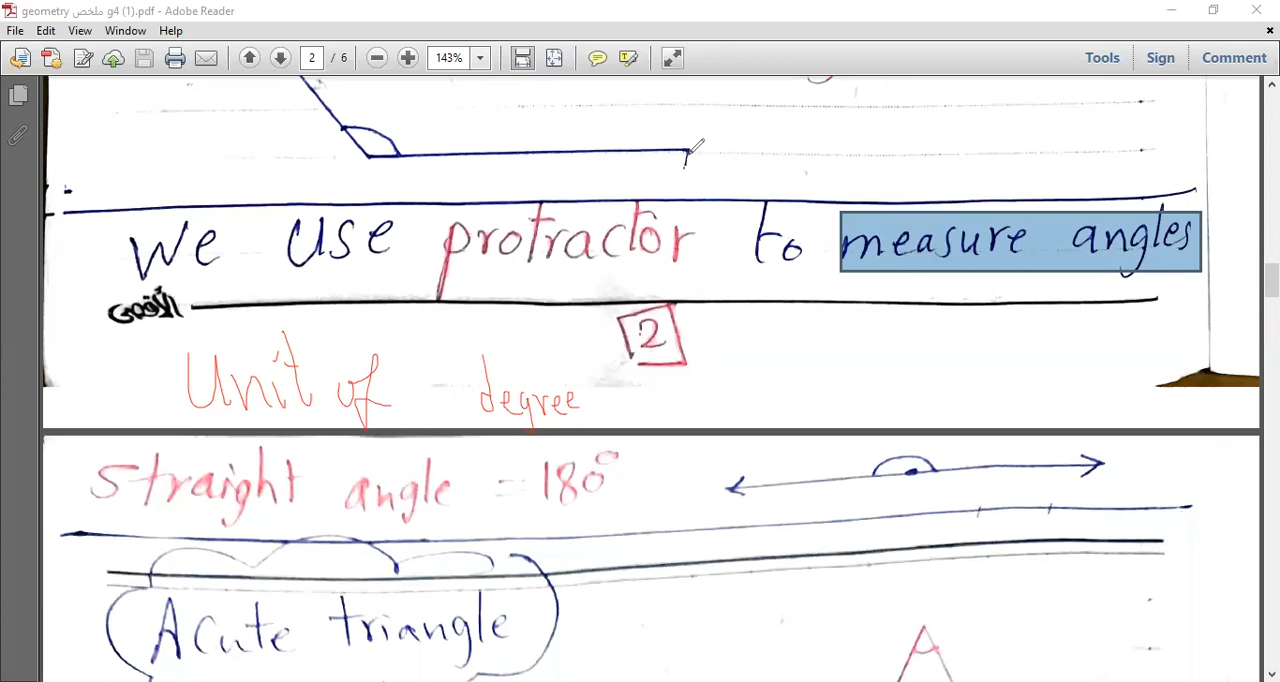 geometry ملخص g4 (1).pdf - Adobe Reader
File Edit View Window Help
2 / 6 143% Tools Sign Comment
We use protractor to measure angles
الأقصى
2
Unit of degree
Straight angle = 180°
Acute triangle
A